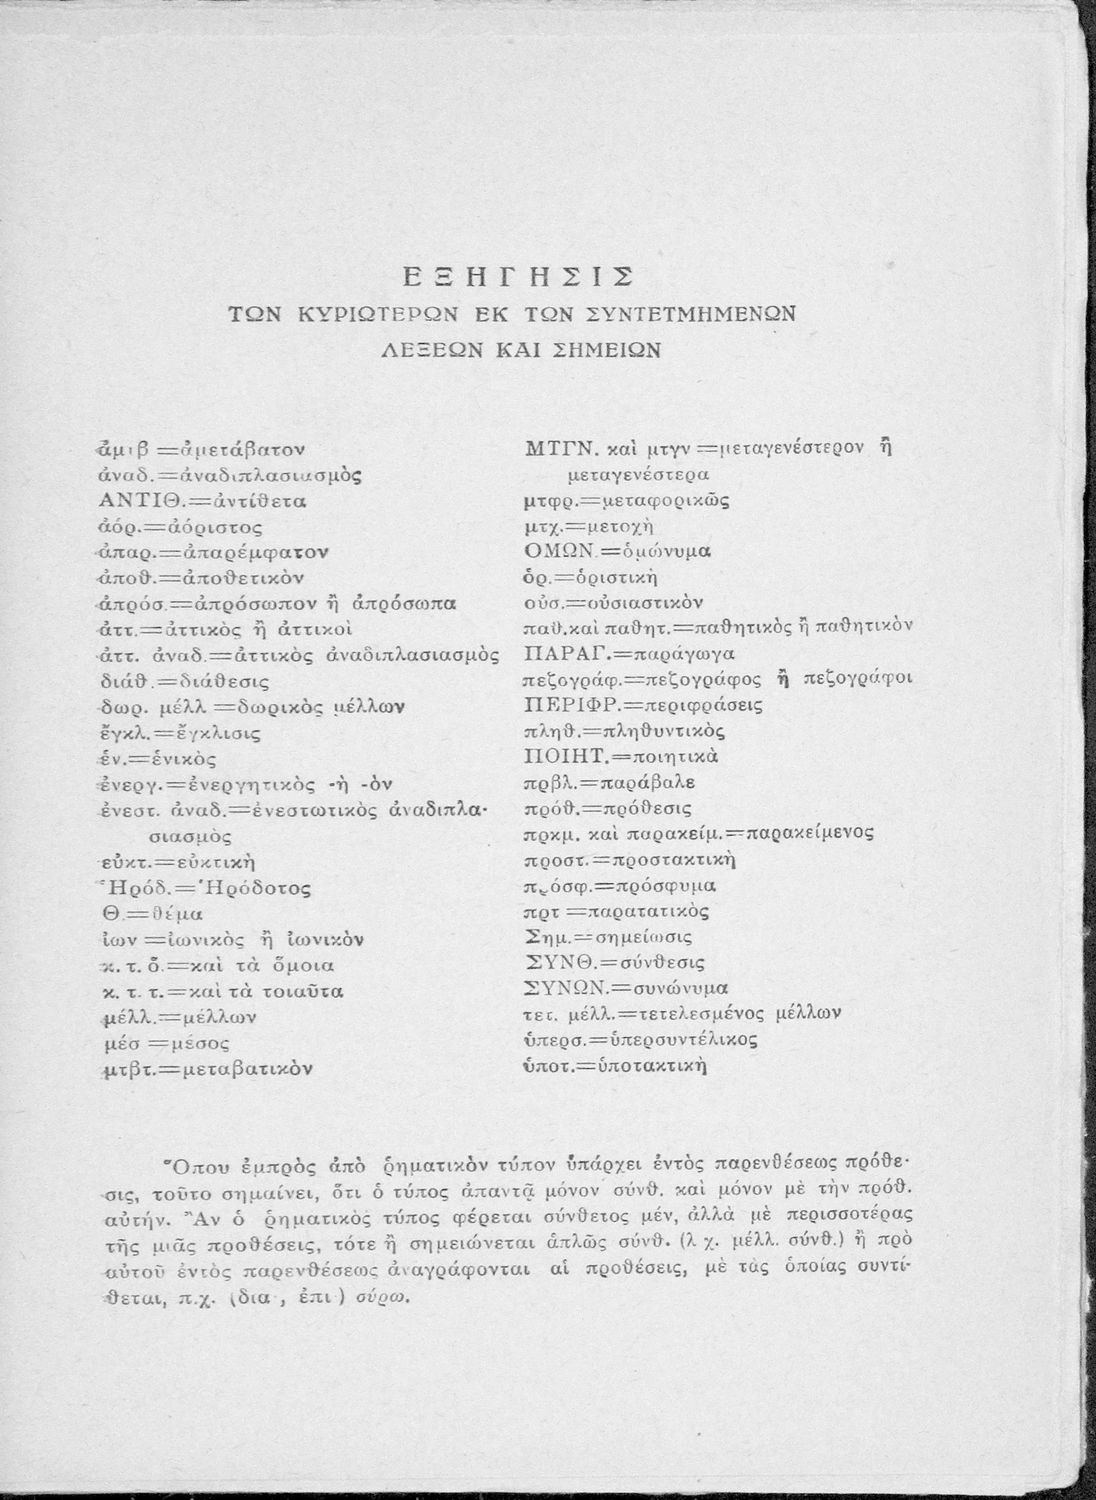 ΕΞΗΓΗΣΙΣ
ΤΩΝ ΚΥΡΙΩΤΕΡΩΝ ΕΚ ΤΩΝ ΣΥΝΤΕΤΜΗΜΕΝΩΝ
ΛΕΞΕΩΝ ΚΑΙ ΣΗΜΕΙΩΝ
ἀμτβ =ἀμετάβατον
ἀναδ.=ἀναδιπλασιασμὸς
ΑΝΤΙΘ.=ἀντίθετα
ἀόρ.=ἀόριστος
ἀπαρ.=ἀπαρέμφατον
ἀποθ.=ἀποθετικὸν
ἀπρόσ.=ἀπρόσωπον ἢ ἀπρόσωπα
ἀττ.=ἀττικὸς ἢ ἀττικοὶ
ἀττ. ἀναδ.=ἀττικὸς ἀναδιπλασιασμὸς
διάθ.=διάθεσις
δωρ. μέλλ =δωρικὸς μέλλων
ἔγκλ.=ἔγκλισις
ἑν.=ἑνικὸς
ἐνεργ.=ἐνεργητικὸς -ὴ -ὸν
ἐνεστ. ἀναδ.=ἐνεστωτικὸς ἀναδιπλα-
σιασμὸς
εὐκτ.=εὐκτικὴ
Ἡρόδ.=Ἡρόδοτος
Θ.=θέμα
ἰων =ἰωνικὸς ἢ ἰωνικὸν
κ. τ. ὅ.=καὶ τὰ ὅμοια
κ. τ. τ.=καὶ τὰ τοιαῦτα
μέλλ.=μέλλων
μέσ =μέσος
μτβτ.=μεταβατικὸν
ΜΤΓΝ. καὶ μτγν =μεταγενέστερον ἢ
μεταγενέστερα
μτφρ.=μεταφορικῶς
μτχ.=μετοχὴ
ΟΜΩΝ.=ὁμώνυμα
ὁρ.=ὁριστικὴ
οὐσ.=οὐσιαστικὸν
παθ. καὶ παθητ.=παθητικὸς ἢ παθητικὸν
ΠΑΡΑΓ.=παράγωγα
πεζογράφ.=πεζογράφος ἢ πεζογράφοι
ΠΕΡΙΦΡ.=περιφράσεις
πληθ.=πληθυντικὸς
ΠΟΙΗΤ.=ποιητικὰ
πρβλ.=παράβαλε
πρόθ.=πρόθεσις
πρκμ. καὶ παρακείμ.=παρακείμενος
προστ.=προστακτικὴ
πρόσφ.=πρόσφυμα
πρτ =παρατατικὸς
Σημ.=σημείωσις
ΣΥΝΘ.=σύνθεσις
ΣΥΝΩΝ.=συνώνυμα
τετ. μέλλ.=τετελεσμένος μέλλων
ὑπερσ.=ὑπερσυντέλικος
ὑποτ.=ὑποτακτικὴ
Ὅπου ἐμπρὸς ἀπὸ ῥηματικὸν τύπον ὑπάρχει ἐντὸς παρενθέσεως πρόθε-
σις, τοῦτο σημαίνει, ὅτι ὁ τύπος ἀπαντᾷ μόνον σύνθ. καὶ μόνον μὲ τὴν πρόθ.
αὐτήν. Ἂν ὁ ῥηματικὸς τύπος φέρεται σύνθετος μέν, ἀλλὰ μὲ περισσοτέρας
τῆς μιᾶς προθέσεις, τότε ἢ σημειώνεται ἁπλῶς σύνθ. (λ χ. μέλλ. σύνθ.) ἢ πρὸ
αὐτοῦ ἐντὸς παρενθέσεως ἀναγράφονται αἱ προθέσεις, μὲ τὰς ὁποίας συντί-
θεται, π.χ. (δια-, ἐπι-) σύρω.